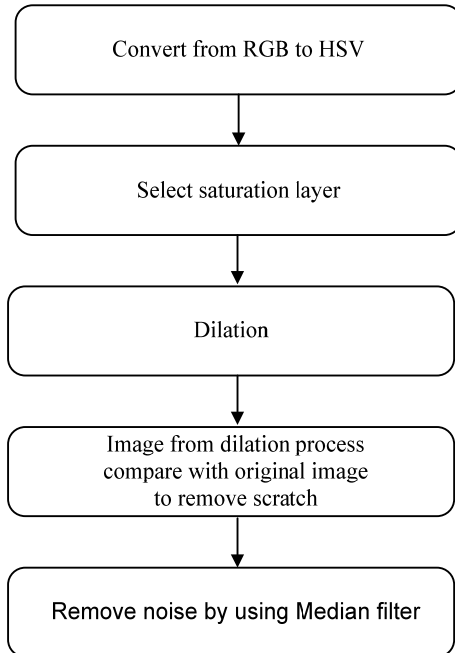 Convert from RGB to HSV
Select saturation layer
Dilation
Image from dilation process
compare with original image
to remove scratch
Remove noise by using Median filter